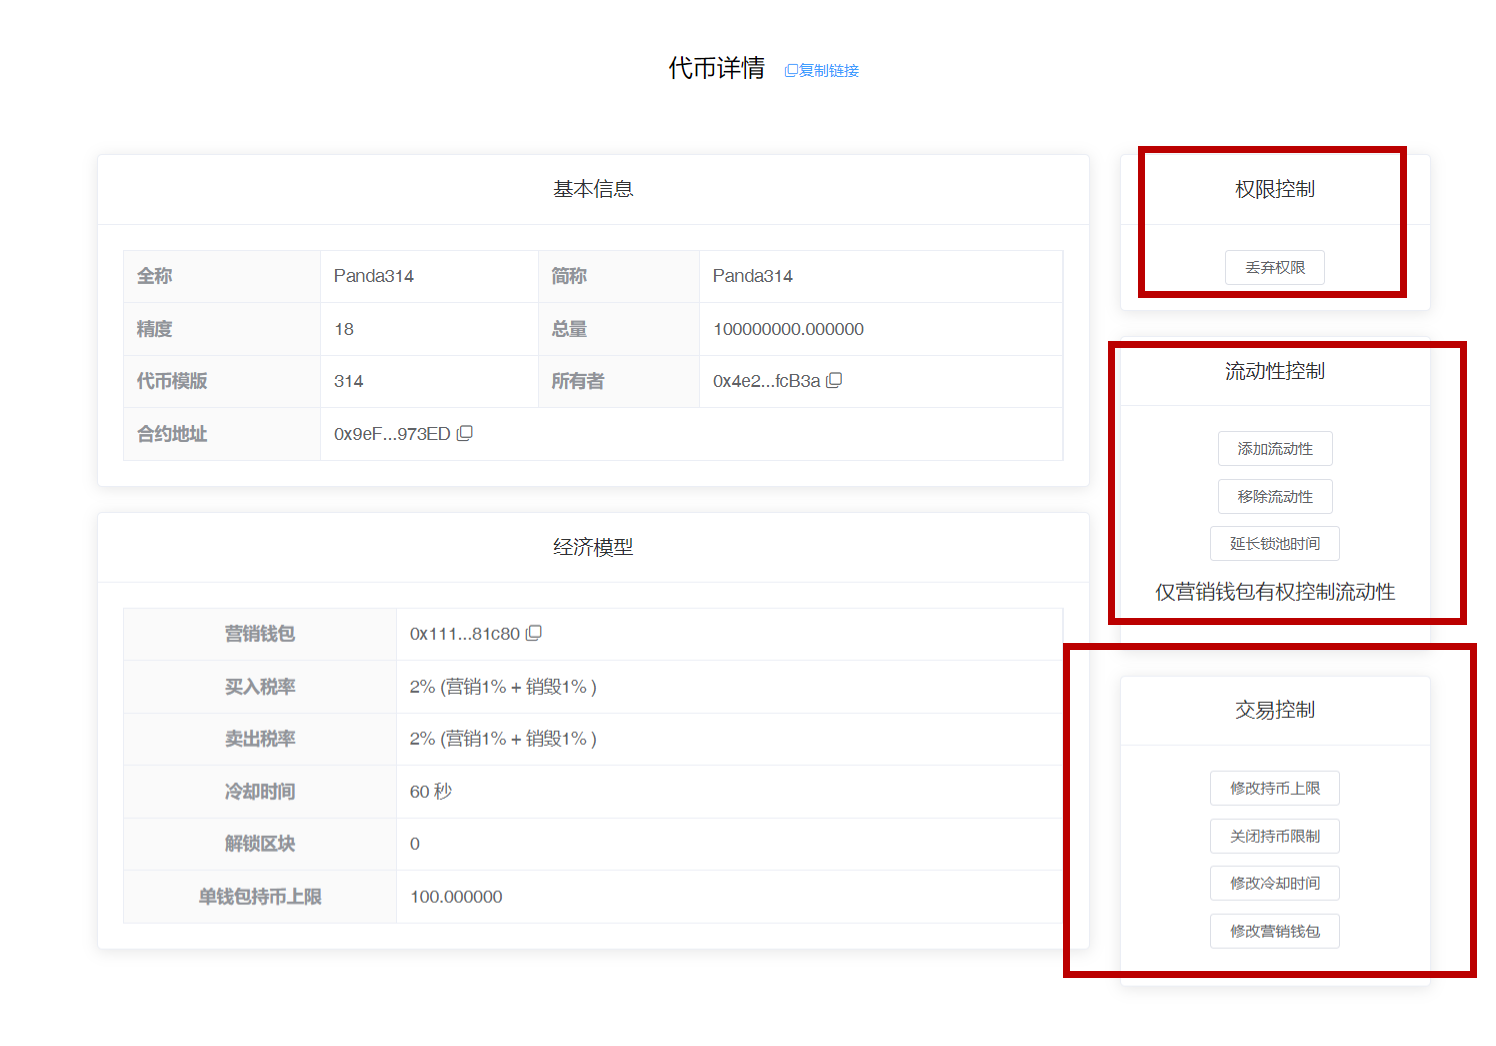 代币详情 复制链接
基本信息
全称 Panda314 简称 Panda314
精度 18 总量 100000000.000000
代币模版 314 所有者 0x4e2...fcB3a
合约地址 0x9eF...973ED
经济模型
营销钱包 0x111...81c80
买入税率 2% (营销1% + 销毁1% )
卖出税率 2% (营销1% + 销毁1% )
冷却时间 60 秒
解锁区块 0
单钱包持币上限 100.000000
权限控制
丢弃权限
流动性控制
添加流动性
移除流动性
延长锁池时间
仅营销钱包有权控制流动性
交易控制
修改持币上限
关闭持币限制
修改冷却时间
修改营销钱包